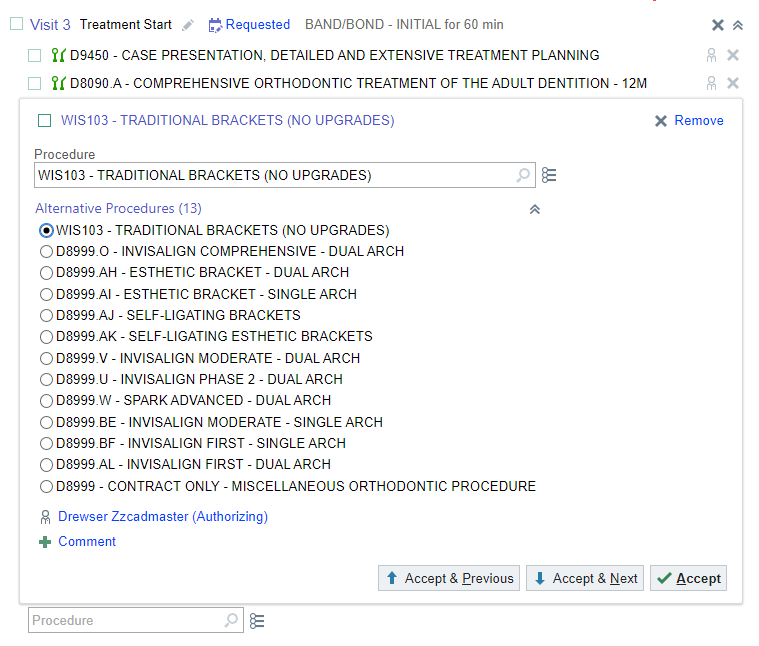 Visit 3 Treatment Start Requested BAND/BOND - INITIAL for 60 min
D9450 - CASE PRESENTATION, DETAILED AND EXTENSIVE TREATMENT PLANNING
D8090.A - COMPREHENSIVE ORTHODONTIC TREATMENT OF THE ADULT DENTITION - 12M
WIS103 - TRADITIONAL BRACKETS (NO UPGRADES) Remove
Procedure
WIS103 - TRADITIONAL BRACKETS (NO UPGRADES)
Alternative Procedures (13)
WIS103 - TRADITIONAL BRACKETS (NO UPGRADES)
D8999.O - INVISALIGN COMPREHENSIVE - DUAL ARCH
D8999.AH - ESTHETIC BRACKET - DUAL ARCH
D8999.AI - ESTHETIC BRACKET - SINGLE ARCH
D8999.AJ - SELF-LIGATING BRACKETS
D8999.AK - SELF-LIGATING ESTHETIC BRACKETS
D8999.V - INVISALIGN MODERATE - DUAL ARCH
D8999.U - INVISALIGN PHASE 2 - DUAL ARCH
D8999.W - SPARK ADVANCED - DUAL ARCH
D8999.BE - INVISALIGN MODERATE - SINGLE ARCH
D8999.BF - INVISALIGN FIRST - SINGLE ARCH
D8999.AL - INVISALIGN FIRST - DUAL ARCH
D8999 - CONTRACT ONLY - MISCELLANEOUS ORTHODONTIC PROCEDURE
Drewser Zzcadmaster (Authorizing)
Comment
Accept & Previous Accept & Next Accept
Procedure